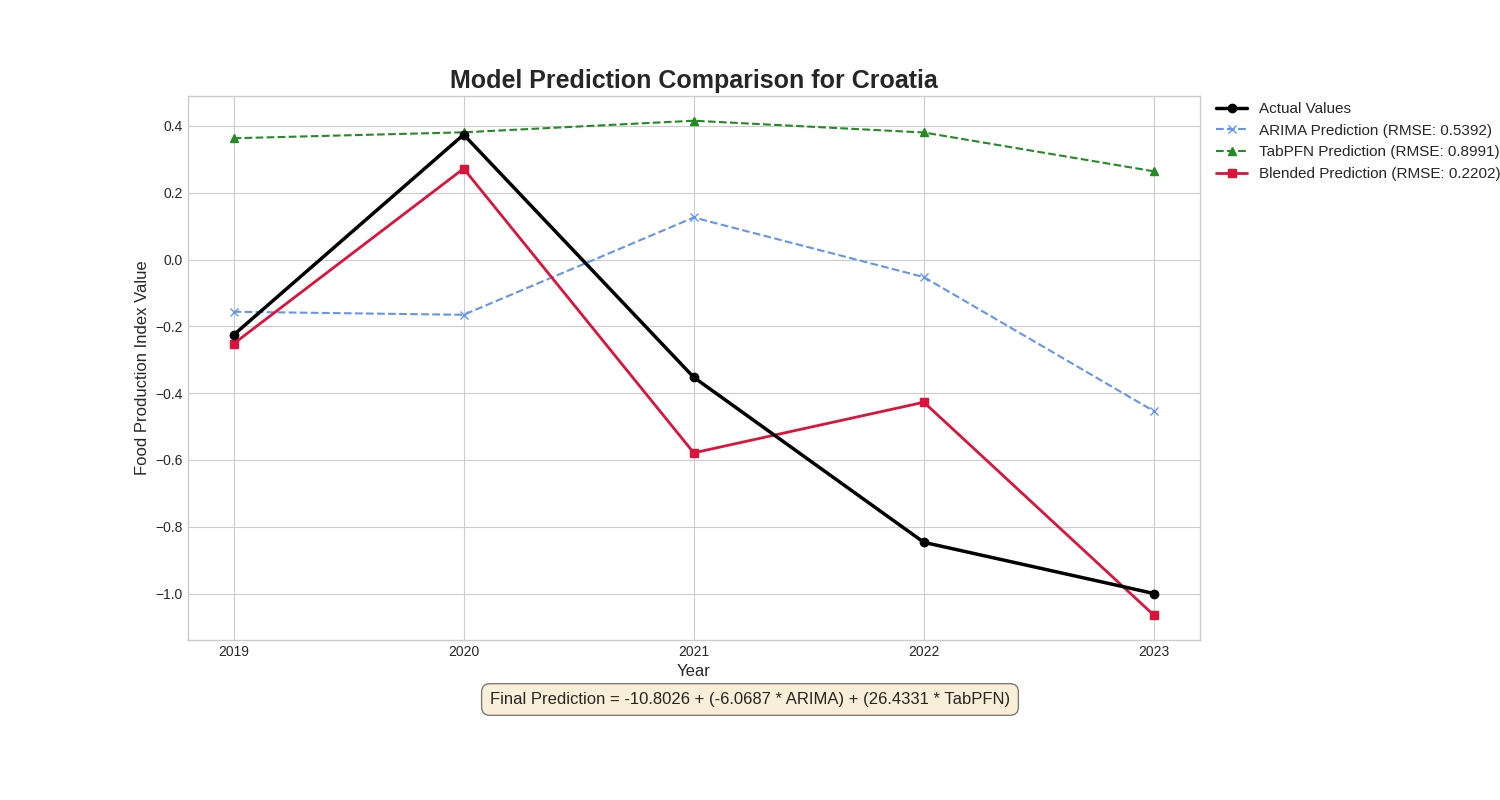 Model Prediction Comparison for Croatia
Actual Values
ARIMA Prediction (RMSE: 0.5392)
TabPFN Prediction (RMSE: 0.8991)
Blended Prediction (RMSE: 0.2202)
Food Production Index Value
0.4
0.2
0.0
−0.2
−0.4
−0.6
−0.8
−1.0
2019 2020 2021 2022 2023
Year
Final Prediction = -10.8026 + (-6.0687 * ARIMA) + (26.4331 * TabPFN)